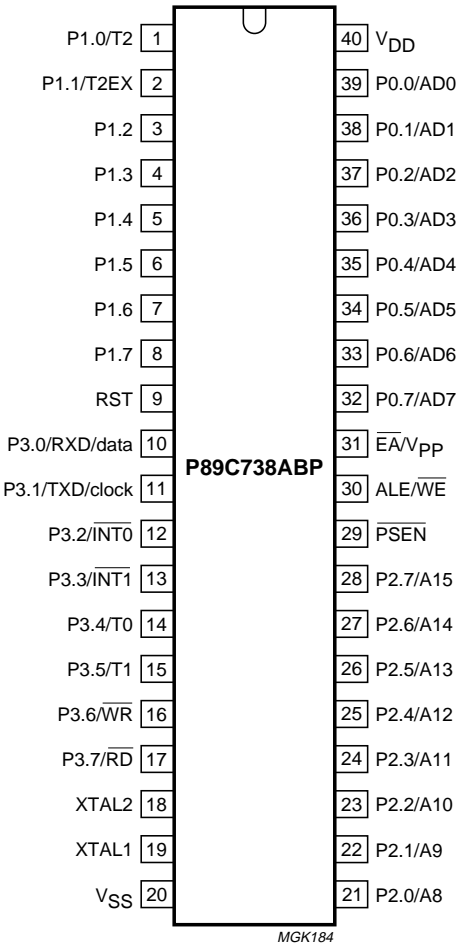 P1.0/T2 1
P1.1/T2EX 2
P1.2 3
P1.3 4
P1.4 5
P1.5 6
P1.6 7
P1.7 8
RST 9
P3.0/RXD/data 10
P3.1/TXD/clock 11
P3.2/I̅N̅T̅0̅ 12
P3.3/I̅N̅T̅1̅ 13
P3.4/T0 14
P3.5/T1 15
P3.6/W̅R̅ 16
P3.7/R̅D̅ 17
XTAL2 18
XTAL1 19
VSS 20
P89C738ABP
40 VDD
39 P0.0/AD0
38 P0.1/AD1
37 P0.2/AD2
36 P0.3/AD3
35 P0.4/AD4
34 P0.5/AD5
33 P0.6/AD6
32 P0.7/AD7
31 E̅A̅/VPP
30 ALE/W̅E̅
29 P̅S̅E̅N̅
28 P2.7/A15
27 P2.6/A14
26 P2.5/A13
25 P2.4/A12
24 P2.3/A11
23 P2.2/A10
22 P2.1/A9
21 P2.0/A8
MGK184